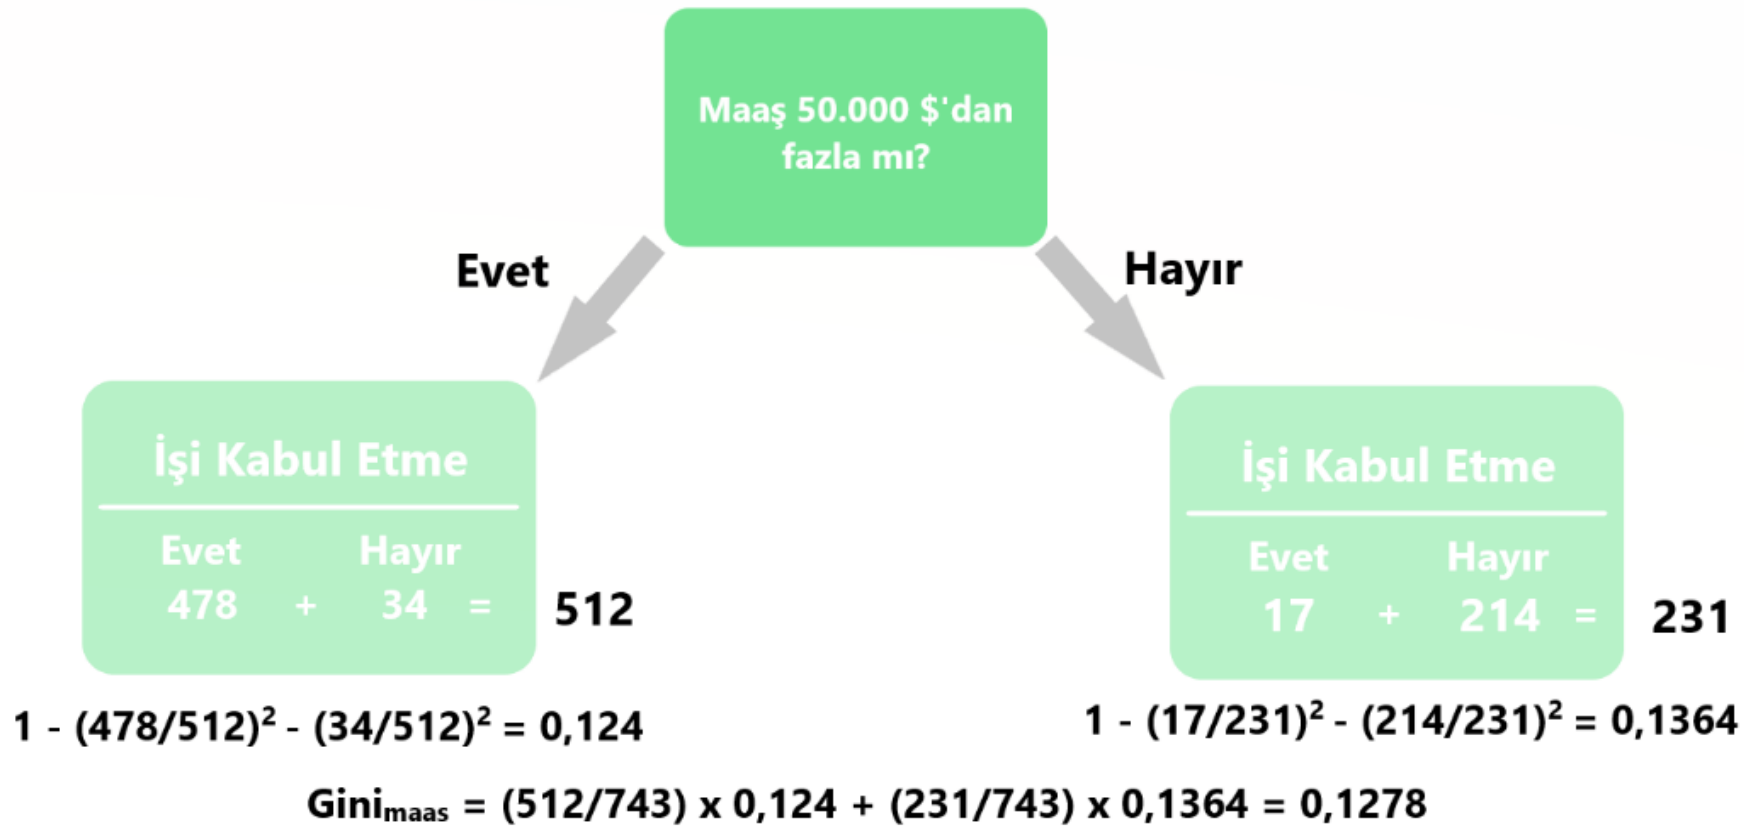 Maaş 50.000 $'dan
fazla mı?
Evet
Hayır
İşi Kabul Etme
Evet Hayır
478 + 34 = 512
1 - (478/512)² - (34/512)² = 0,124
İşi Kabul Etme
Evet Hayır
17 + 214 = 231
1 - (17/231)² - (214/231)² = 0,1364
Gini_maas = (512/743) x 0,124 + (231/743) x 0,1364 = 0,1278